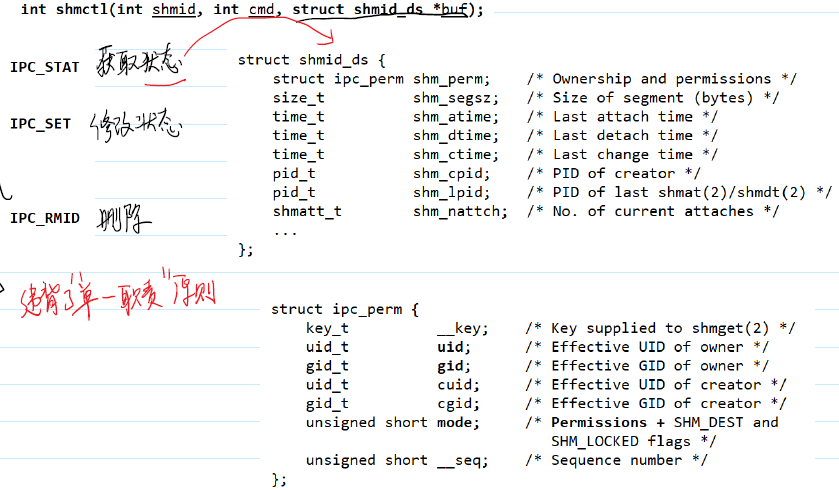 int shmctl(int shmid, int cmd, struct shmid_ds *buf);
IPC_STAT 获取状态
IPC_SET 修改状态
IPC_RMID 删除
struct shmid_ds {
struct ipc_perm shm_perm; /* Ownership and permissions */
size_t shm_segsz; /* Size of segment (bytes) */
time_t shm_atime; /* Last attach time */
time_t shm_dtime; /* Last detach time */
time_t shm_ctime; /* Last change time */
pid_t shm_cpid; /* PID of creator */
pid_t shm_lpid; /* PID of last shmat(2)/shmdt(2) */
shmatt_t shm_nattch; /* No. of current attaches */
...
};
违背了"单一职责"原则
struct ipc_perm {
key_t __key; /* Key supplied to shmget(2) */
uid_t uid; /* Effective UID of owner */
gid_t gid; /* Effective GID of owner */
uid_t cuid; /* Effective UID of creator */
gid_t cgid; /* Effective GID of creator */
unsigned short mode; /* Permissions + SHM_DEST and
SHM_LOCKED flags */
unsigned short __seq; /* Sequence number */
};